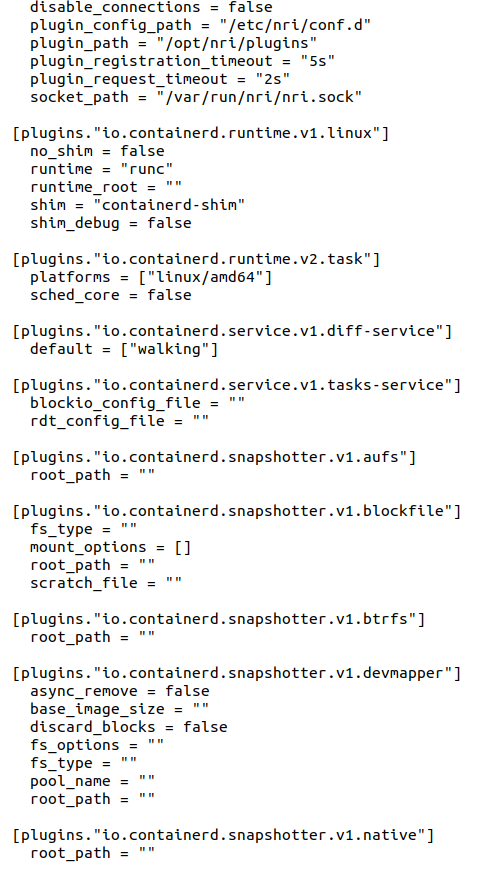 disable_connections = false
plugin_config_path = "/etc/nri/conf.d"
plugin_path = "/opt/nri/plugins"
plugin_registration_timeout = "5s"
plugin_request_timeout = "2s"
socket_path = "/var/run/nri/nri.sock"
[plugins."io.containerd.runtime.v1.linux"]
no_shim = false
runtime = "runc"
runtime_root = ""
shim = "containerd-shim"
shim_debug = false
[plugins."io.containerd.runtime.v2.task"]
platforms = ["linux/amd64"]
sched_core = false
[plugins."io.containerd.service.v1.diff-service"]
default = ["walking"]
[plugins."io.containerd.service.v1.tasks-service"]
blockio_config_file = ""
rdt_config_file = ""
[plugins."io.containerd.snapshotter.v1.aufs"]
root_path = ""
[plugins."io.containerd.snapshotter.v1.blockfile"]
fs_type = ""
mount_options = []
root_path = ""
scratch_file = ""
[plugins."io.containerd.snapshotter.v1.btrfs"]
root_path = ""
[plugins."io.containerd.snapshotter.v1.devmapper"]
async_remove = false
base_image_size = ""
discard_blocks = false
fs_options = ""
fs_type = ""
pool_name = ""
root_path = ""
[plugins."io.containerd.snapshotter.v1.native"]
root_path = ""